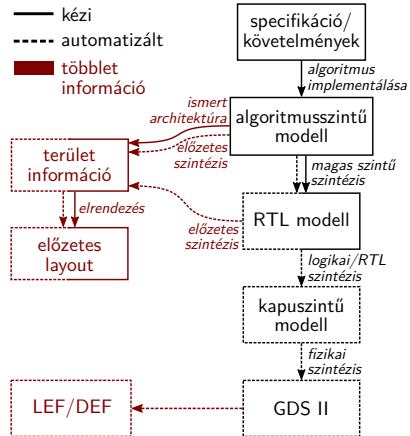 kézi
automatizált
többlet
információ
specifikáció/
követelmények
algoritmus
implementálása
ismert
architektúra
algoritmusszintű
modell
előzetes
szintézis
terület
információ
magas szintű
szintézis
elrendezés
előzetes
szintézis
RTL modell
előzetes
layout
logikai/RTL
szintézis
kapuszintű
modell
fizikai
szintézis
LEF/DEF
GDS II